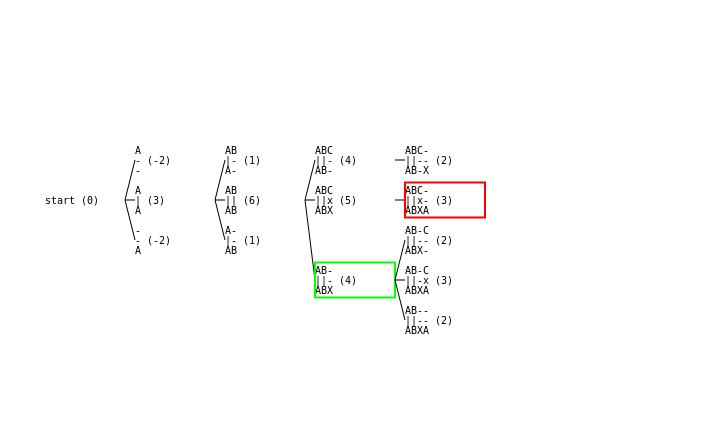 A
- (-2)
-
A
| (3)
A
-
- (-2)
A
start (0)
AB
|- (1)
A-
AB
|| (6)
AB
A-
|- (1)
AB
ABC
||- (4)
AB-
ABC
||x (5)
ABX
AB-
||- (4)
ABX
ABC-
||-- (2)
AB-X
ABC-
||x- (3)
ABXA
AB-C
||-- (2)
ABX-
AB-C
||-x (3)
ABXA
AB--
||-- (2)
ABXA